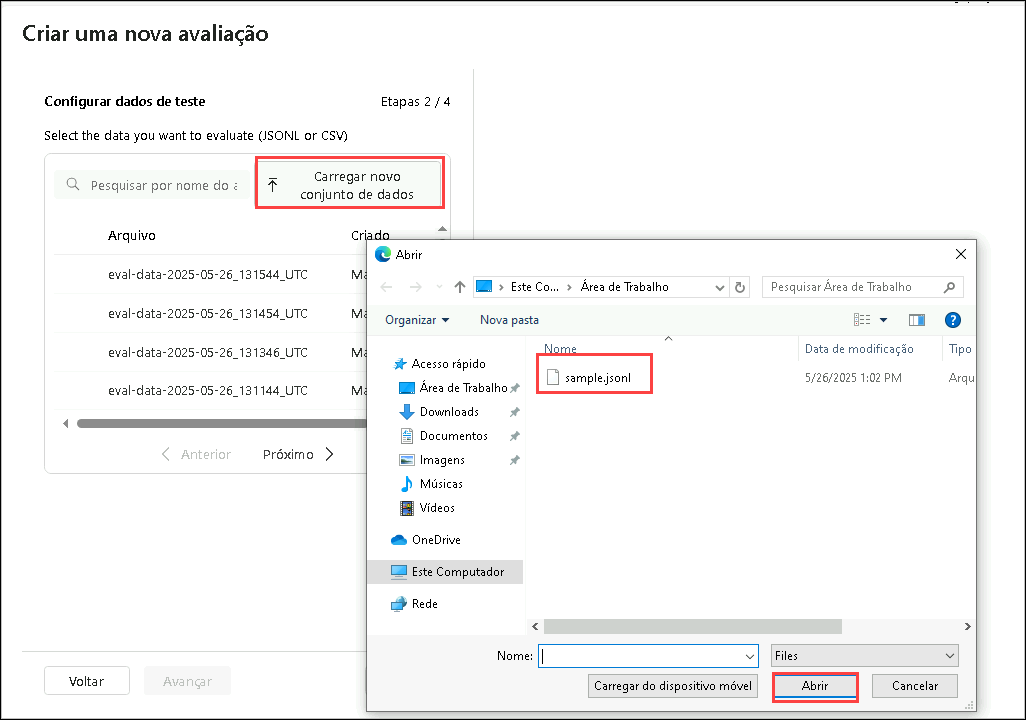 Criar uma nova avaliação
Configurar dados de teste
Etapas 2 / 4
Select the data you want to evaluate (JSONL or CSV)
Pesquisar por nome do a
Carregar novo
conjunto de dados
Arquivo
Criado
eval-data-2025-05-26_131544_UTC
Ma
eval-data-2025-05-26_131454_UTC
Ma
eval-data-2025-05-26_131346_UTC
Ma
eval-data-2025-05-26_131144_UTC
Ma
Anterior
Próximo
Voltar
Avançar
Abrir
Este Co...
Área de Trabalho
Pesquisar Área de Trabalho
Organizar
Nova pasta
Nome
Data de modificação
Tipo
sample.jsonl
5/26/2025 1:02 PM
Arqu
Acesso rápido
Área de Trabalho
Downloads
Documentos
Imagens
Músicas
Vídeos
OneDrive
Este Computador
Rede
Nome:
Files
Carregar do dispositivo móvel
Abrir
Cancelar